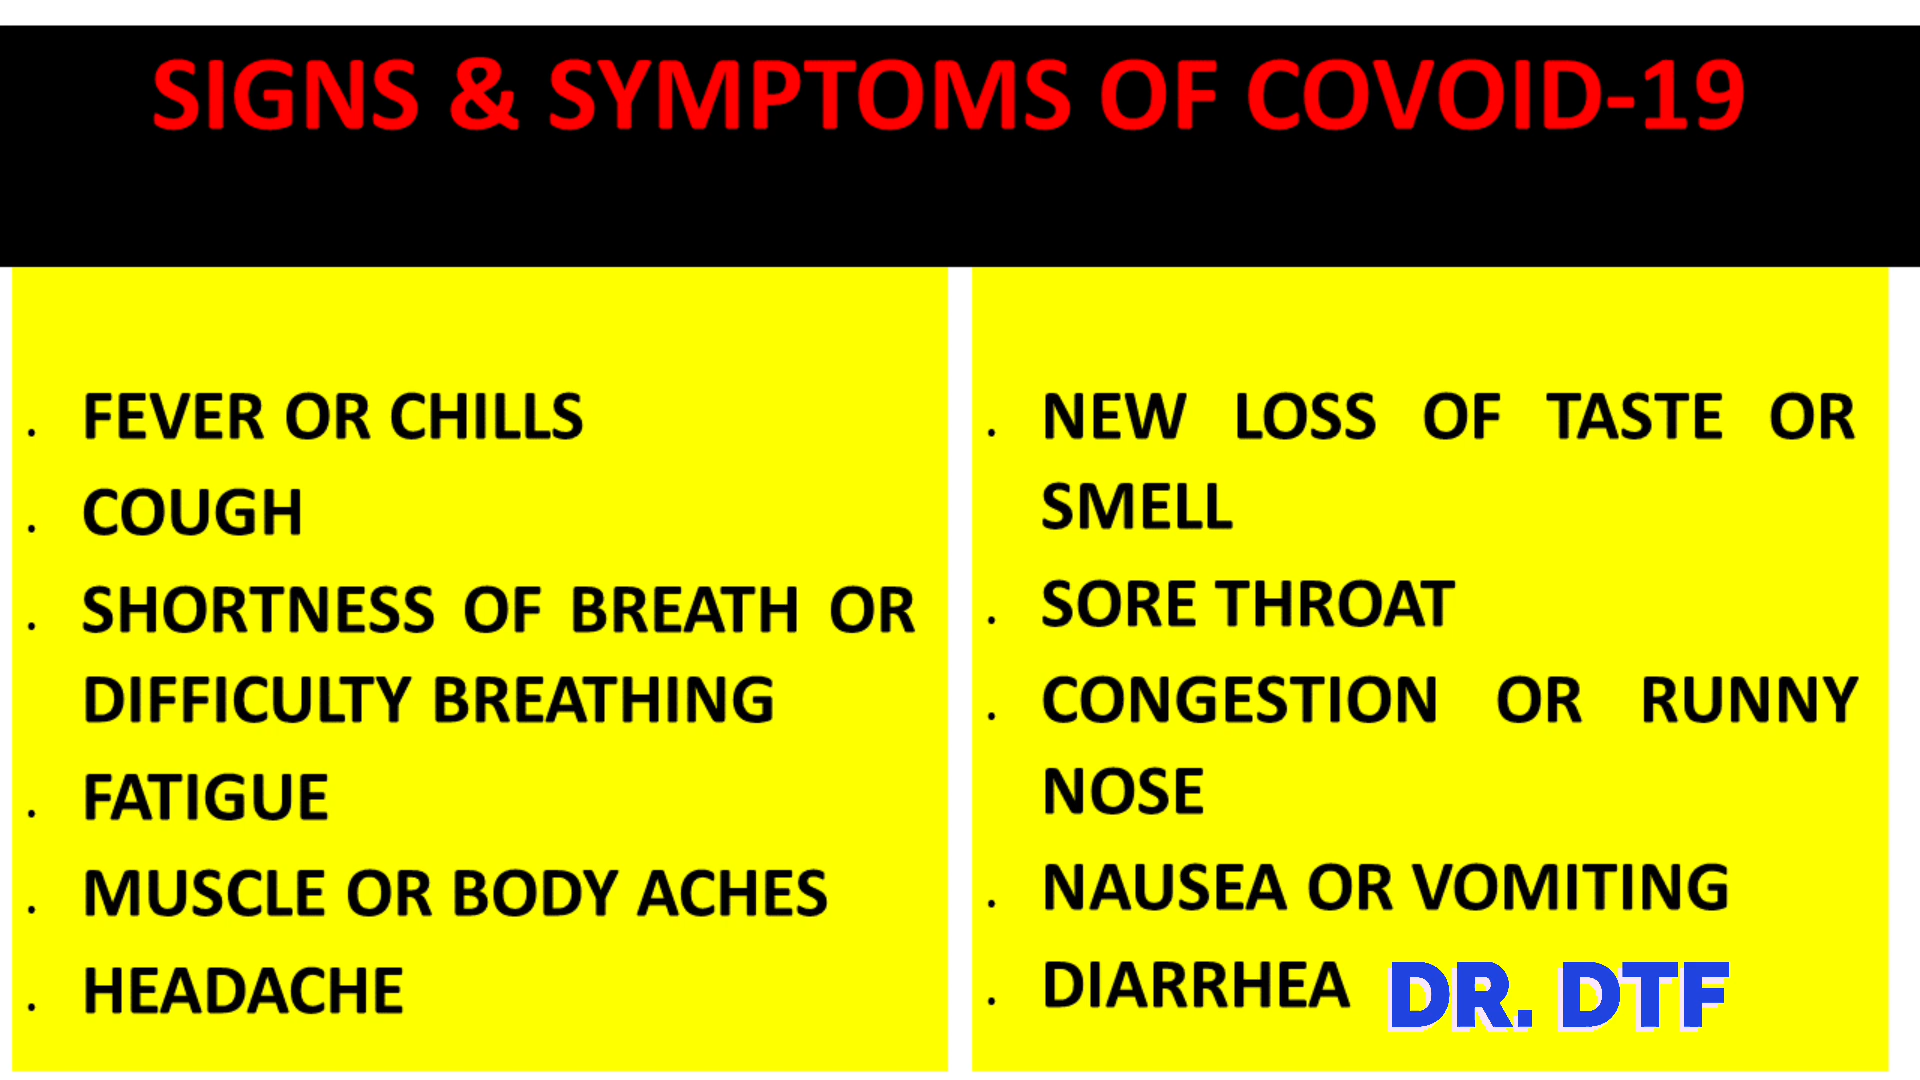 SIGNS & SYMPTOMS OF COVOID-19
. FEVER OR CHILLS
. COUGH
. SHORTNESS OF BREATH OR
DIFFICULTY BREATHING
. FATIGUE
. MUSCLE OR BODY ACHES
. HEADACHE
. NEW LOSS OF TASTE OR
SMELL
. SORE THROAT
. CONGESTION OR RUNNY
NOSE
. NAUSEA OR VOMITING
. DIARRHEA
DR. DTF